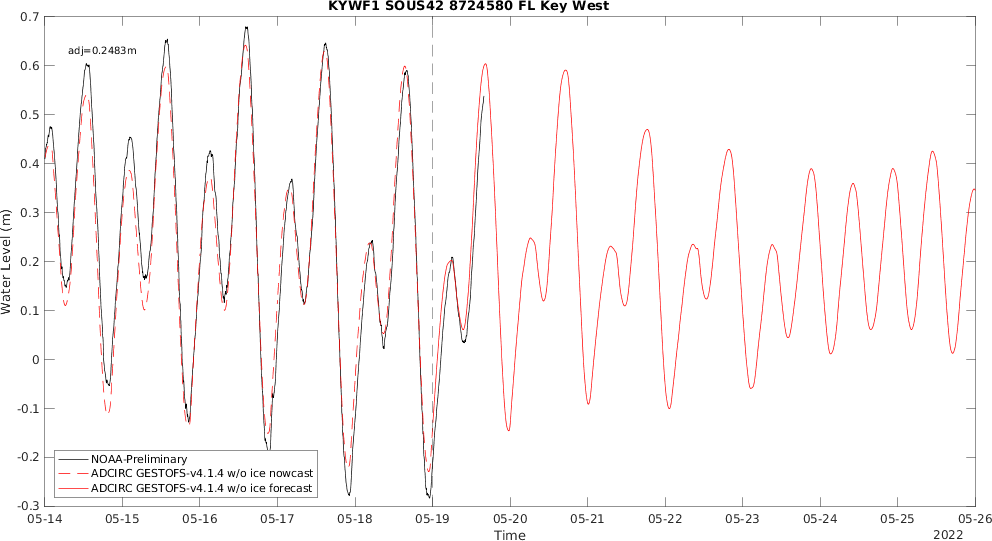 KYWF1 SOUS42 8724580 FL Key West
adj=0.2483m
0.7
0.6
0.5
0.4
0.3
0.2
0.1
0
-0.1
-0.2
-0.3
Water Level (m)
NOAA-Preliminary
ADCIRC GESTOFS-v4.1.4 w/o ice nowcast
ADCIRC GESTOFS-v4.1.4 w/o ice forecast
05-14 05-15 05-16 05-17 05-18 05-19 05-20 05-21 05-22 05-23 05-24 05-25 05-26
Time
2022